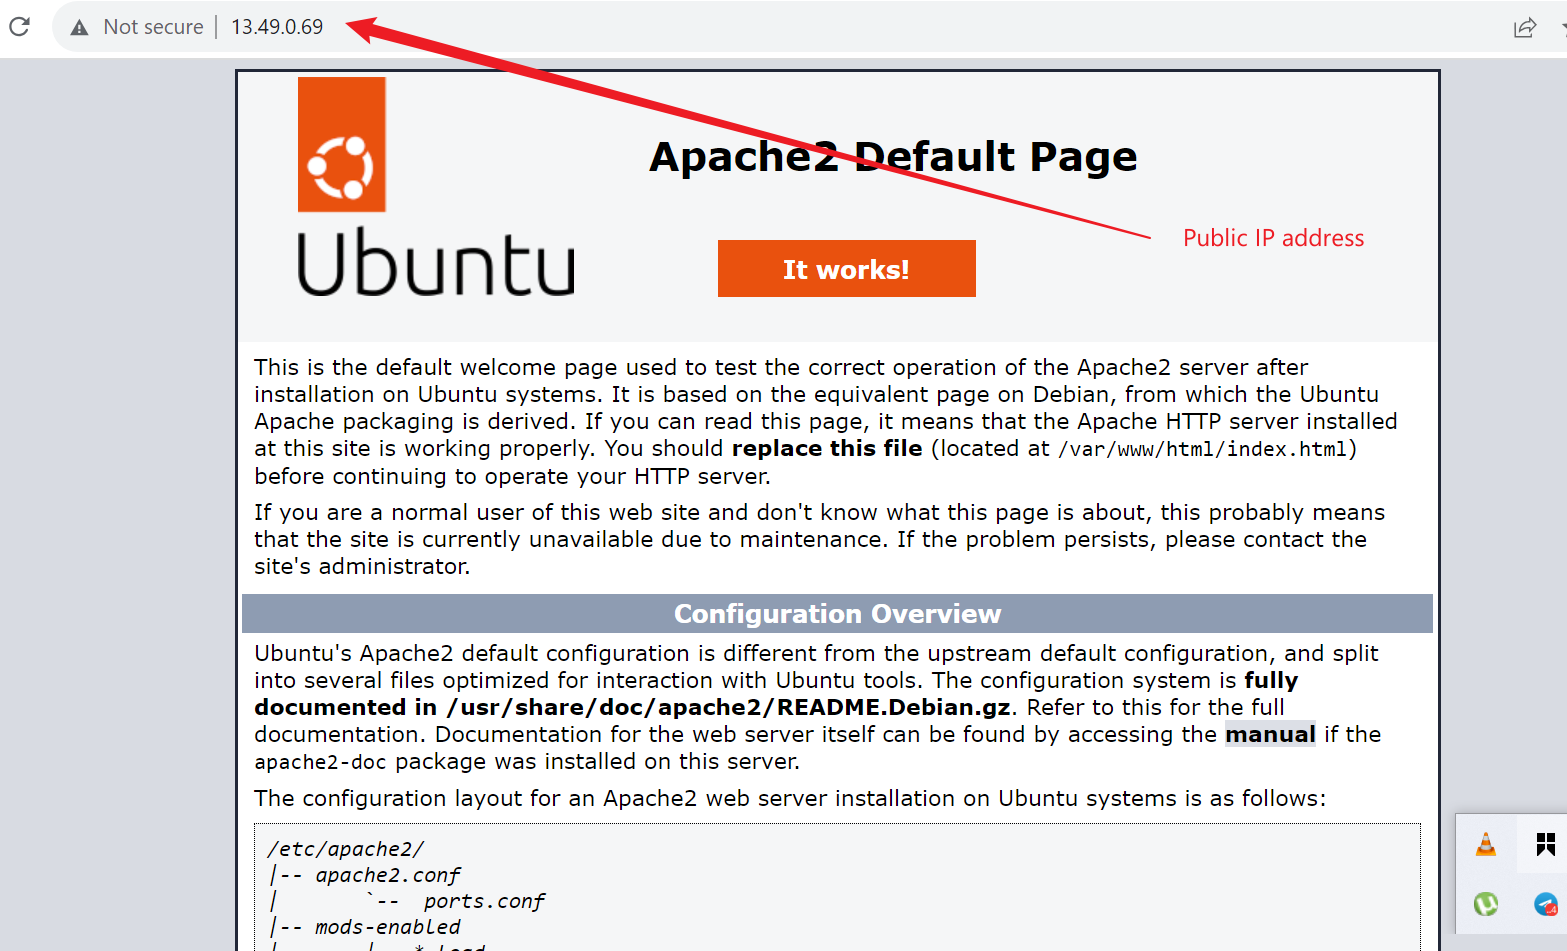 Not secure | 13.49.0.69
Ubuntu
Apache2 Default Page
Public IP address
It works!
This is the default welcome page used to test the correct operation of the Apache2 server after
installation on Ubuntu systems. It is based on the equivalent page on Debian, from which the Ubuntu
Apache packaging is derived. If you can read this page, it means that the Apache HTTP server installed
at this site is working properly. You should replace this file (located at /var/www/html/index.html)
before continuing to operate your HTTP server.
If you are a normal user of this web site and don't know what this page is about, this probably means
that the site is currently unavailable due to maintenance. If the problem persists, please contact the
site's administrator.
Configuration Overview
Ubuntu's Apache2 default configuration is different from the upstream default configuration, and split
into several files optimized for interaction with Ubuntu tools. The configuration system is fully
documented in /usr/share/doc/apache2/README.Debian.gz. Refer to this for the full
documentation. Documentation for the web server itself can be found by accessing the manual if the
apache2-doc package was installed on this server.
The configuration layout for an Apache2 web server installation on Ubuntu systems is as follows:
/etc/apache2/
|-- apache2.conf
|       `--  ports.conf
|-- mods-enabled